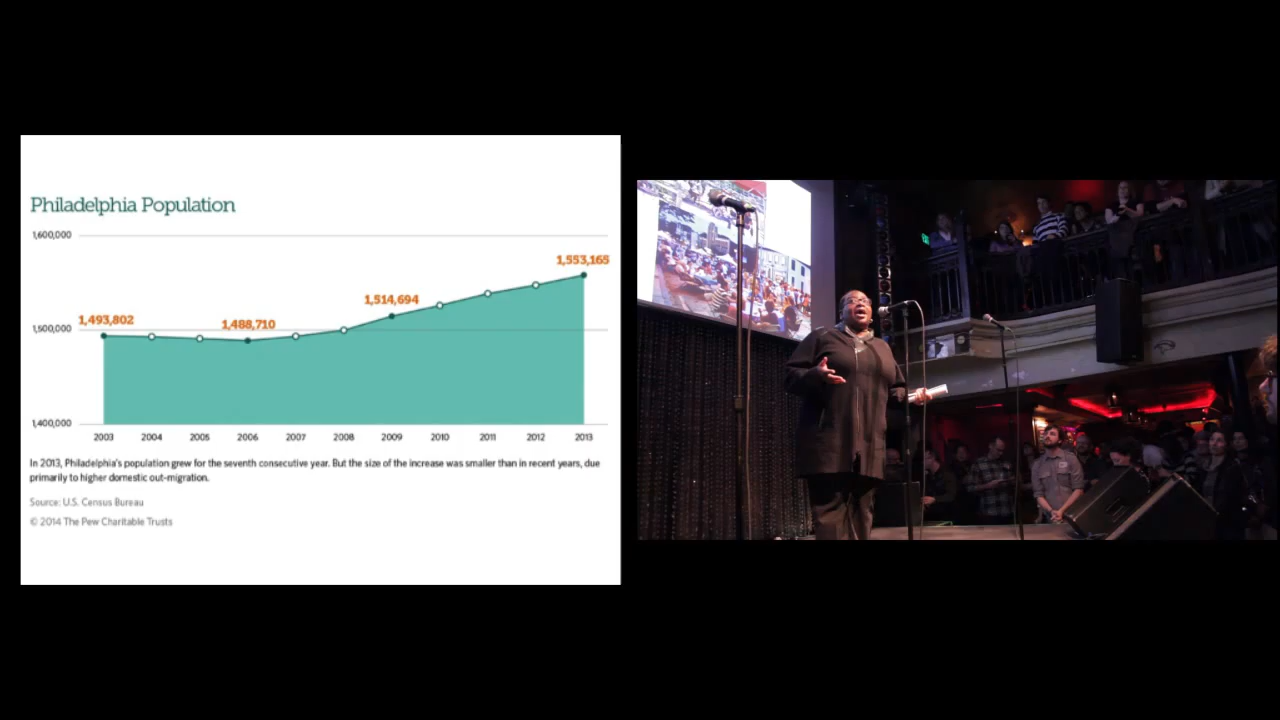 Philadelphia Population
1,600,000
1,553,165
1,514,694
1,493,802
1,488,710
1,500,000
1,400,000
2003 2004 2005 2006 2007 2008 2009 2010 2011 2012 2013
In 2013, Philadelphia's population grew for the seventh consecutive year. But the size of the increase was smaller than in recent years, due
primarily to higher domestic out-migration.
Source: U.S. Census Bureau
© 2014 The Pew Charitable Trusts